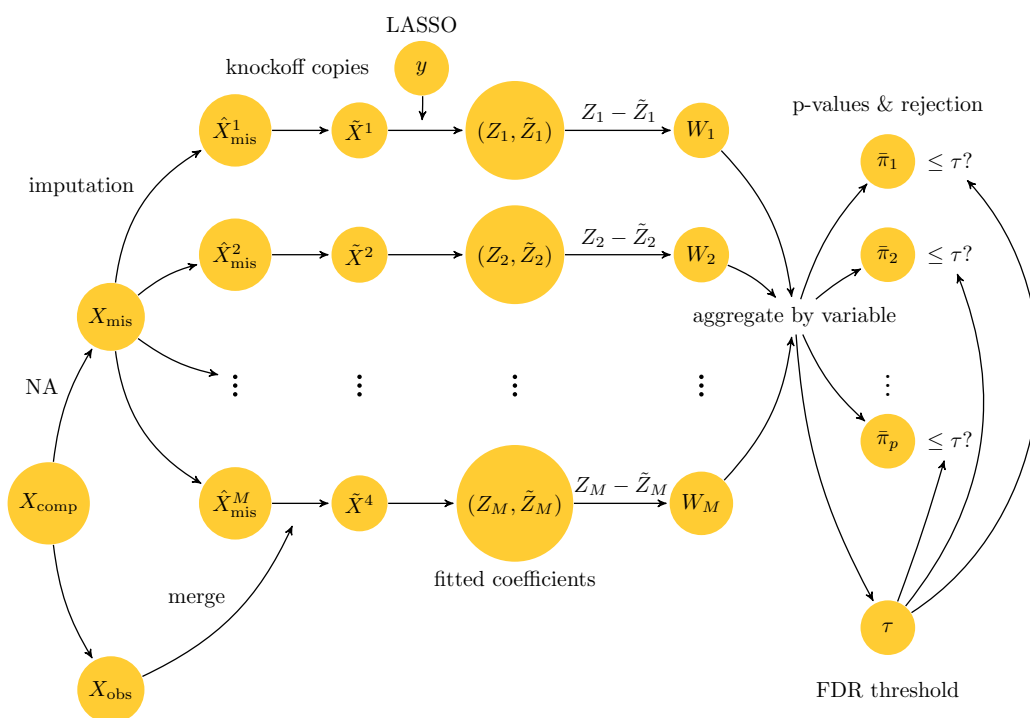 LASSO
knockoff copies
y
p-values & rejection
X̂¹_mis
X̃¹
(Z₁, Z̃₁)
Z₁ − Z̃₁
W₁
π̄₁ ≤ τ?
imputation
X̂²_mis
X̃²
(Z₂, Z̃₂)
Z₂ − Z̃₂
W₂
π̄₂ ≤ τ?
X_mis
aggregate by variable
NA
⋮ ⋮ ⋮ ⋮ ⋮
π̄_p ≤ τ?
X_comp
X̂^M_mis
X̃⁴
(Z_M, Z̃_M)
Z_M − Z̃_M
W_M
fitted coefficients
merge
τ
X_obs
FDR threshold